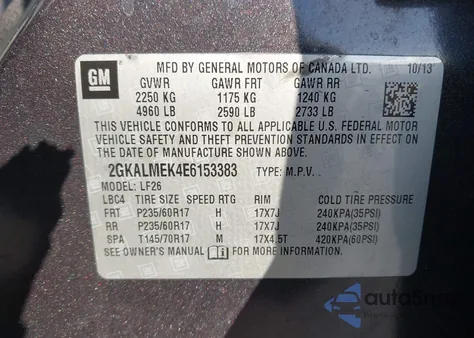 GM
MFD BY GENERAL MOTORS OF CANADA LTD. 10/13
GVWR GAWR FRT GAWR RR
2250 KG 1175 KG 1240 KG
4960 LB 2590 LB 2733 LB
THIS VEHICLE CONFORMS TO ALL APPLICABLE U.S. FEDERAL MOTOR
VEHICLE SAFETY AND THEFT PREVENTION STANDARDS IN EFFECT
ON THE DATE OF MANUFACTURE SHOWN ABOVE.
2GKALMEK4E6153383 TYPE: M.P.V.
MODEL: LF26
LBC4 TIRE SIZE SPEED RTG RIM COLD TIRE PRESSURE
FRT P235/60R17 H 17X7J 240KPA(35PSI)
RR P235/60R17 H 17X7J 240KPA(35PSI)
SPA T145/70R17 M 17X4.5T 420KPA(60PSI)
SEE OWNER'S MANUAL FOR ADDITIONAL INFORMATION